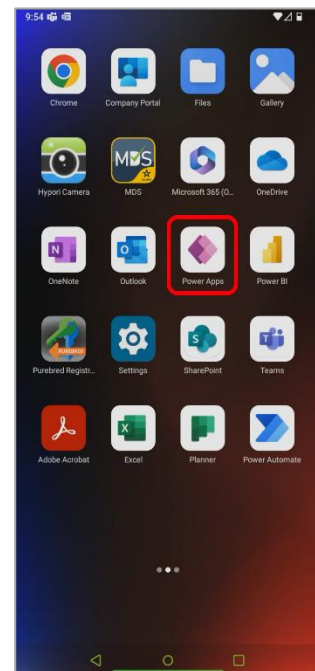 9:54
Chrome Company Portal Files Gallery
MDS
Hypori Camera MDS Microsoft 365 (O... OneDrive
N O
OneNote Outlook Power Apps Power BI
PUREBRED S
Purebred Registr... Settings SharePoint Teams
X
Adobe Acrobat Excel Planner Power Automate